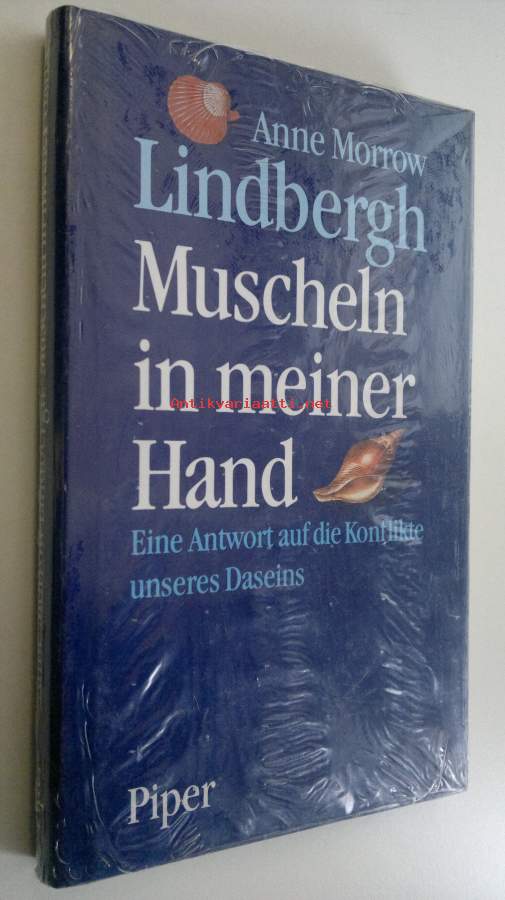 Anne Morrow
Lindbergh
Muscheln
in meiner
Antikvariaatti.net
Hand
Eine Antwort auf die Konflikte
unseres Daseins
Piper